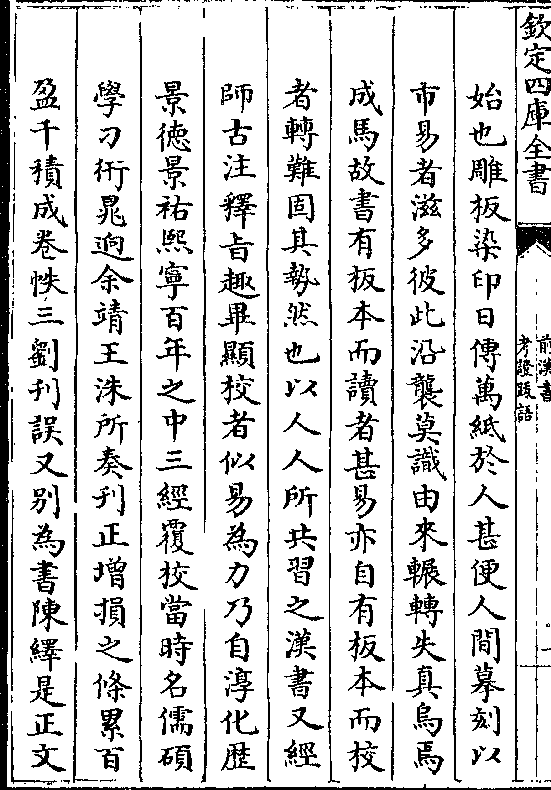 欽定四庫全書
前漢書
考證跋語
始也雕板染印日傳萬紙於人甚便人間摹刻以
市易者滋多彼此沿襲莫識由來輾轉失真烏焉
成馬故書有板本而讀者甚易亦自有板本而校
者轉難固其勢然也以人人所共習之漢書又經
師古注釋旨趣畢顯挍者似易為力乃自淳化歴
景徳景祐熙寧百年之中三經覆挍當時名儒碩
學刁衎晁逈余靖王洙所奏刋正增損之條累百
盈千積成卷帙三劉刋誤又别為書陳繹是正文